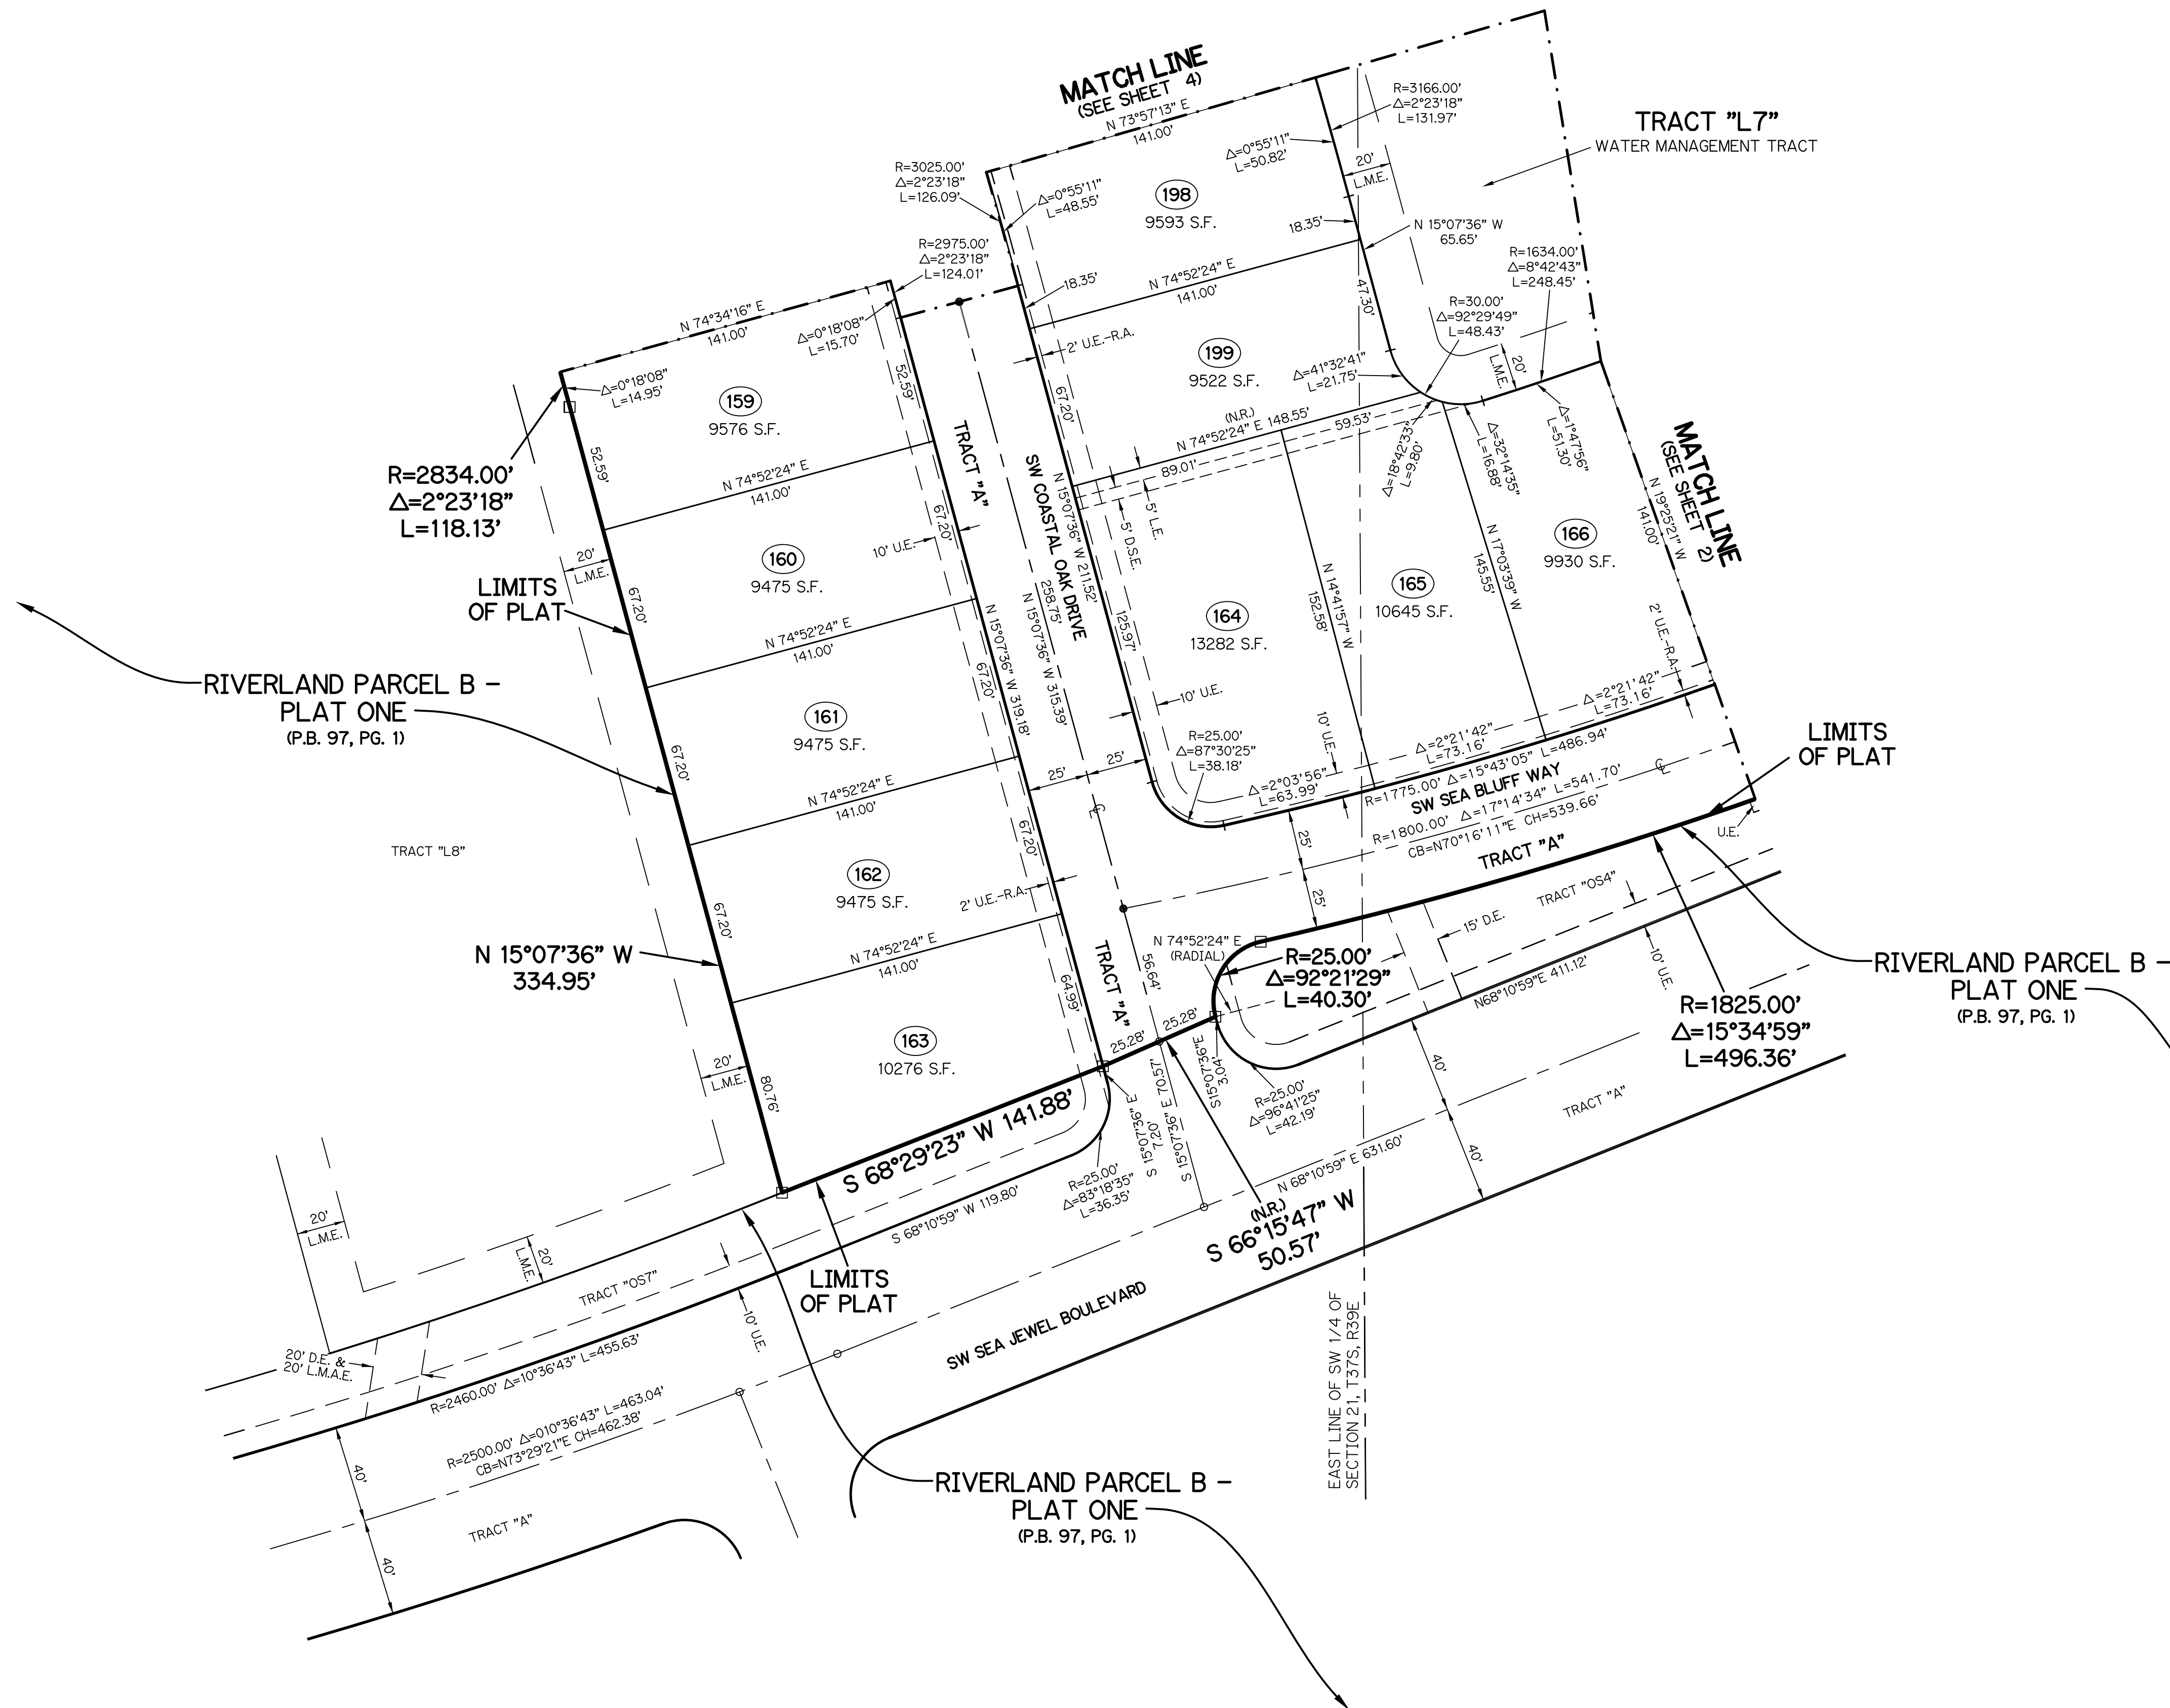 MATCH LINE
(SEE SHEET 4)
N 73°57'13" E
141.00'
R=3166.00'
Δ=2°23'18"
L=131.97'
TRACT "L7"
WATER MANAGEMENT TRACT
Δ=0°55'11"
L=50.82'
20'
L.M.E.
R=3025.00'
Δ=2°23'18"
L=126.09'
Δ=0°55'11"
L=48.55'
198
9593 S.F.
18.35'
N 15°07'36" W
65.65'
R=1634.00'
Δ=8°42'43"
L=248.45'
R=2975.00'
Δ=2°23'18"
L=124.01'
18.35'
N 74°52'24" E
141.00'
47.30'
R=30.00'
Δ=92°29'49"
L=48.43'
N 74°34'16" E
141.00'
Δ=0°18'08"
L=15.70'
2' U.E.-R.A.
199
9522 S.F.
Δ=41°32'41"
L=21.75'
20'
L.M.E.
Δ=0°18'08"
L=14.95'
159
9576 S.F.
52.59'
52.59'
67.20'
(N.R.)
N 74°52'24" E 148.55'
59.53'
89.01'
Δ=18°42'33"
L=9.80'
Δ=32°14'35"
L=16.88'
Δ=1°47'56"
L=51.30'
MATCH LINE
(SEE SHEET 2)
N 19°25'21" W
141.00'
R=2834.00'
Δ=2°23'18"
L=118.13'
N 74°52'24" E
141.00'
TRACT "A"
SW COASTAL OAK DRIVE
N 15°07'36" W 211.52'
258.75'
N 15°07'36" W 315.39'
5' L.E.
5' D.S.E.
20'
L.M.E.
LIMITS
OF PLAT
67.20'
160
9475 S.F.
10' U.E.
67.20'
N 74°52'24" E
141.00'
N 15°07'36" W 319.18'
125.97'
164
13282 S.F.
N 14°41'57" W
152.58'
165
10645 S.F.
N 17°03'39" W
145.55'
166
9930 S.F.
2' U.E.-R.A.
RIVERLAND PARCEL B -
PLAT ONE
(P.B. 97, PG. 1)
67.20'
161
9475 S.F.
67.20'
10' U.E.
R=25.00'
Δ=87°30'25"
L=38.18'
10' U.E.
Δ=2°21'42"
L=73.16'
Δ=2°21'42"
L=73.16'
Δ=2°03'56"
L=63.99'
R=1775.00' Δ=15°43'05" L=486.94'
SW SEA BLUFF WAY
R=1800.00' Δ=17°14'34" L=541.70'
CB=N70°16'11"E CH=539.66'
LIMITS
OF PLAT
U.E.
N 74°52'24" E
141.00'
25'
25'
TRACT "L8"
67.20'
162
9475 S.F.
67.20'
2' U.E.-R.A.
25'
25'
TRACT "A"
TRACT "OS4"
15' D.E.
N 15°07'36" W
334.95'
N 74°52'24" E
141.00'
64.99'
TRACT "A"
56.64'
N 74°52'24" E
(RADIAL)
R=25.00'
Δ=92°21'29"
L=40.30'
N68°10'59"E 411.12'
10' U.E.
R=1825.00'
Δ=15°34'59"
L=496.36'
RIVERLAND PARCEL B -
PLAT ONE
(P.B. 97, PG. 1)
20'
L.M.E.
80.76'
163
10276 S.F.
25.28'
25.28'
S15°07'36"E
3.04'
R=25.00'
Δ=96°41'25"
L=42.19'
40'
40'
TRACT "A"
S 68°29'23" W 141.88'
S 15°07'36" E
7.20'
S 15°07'36" E 70.57'
R=25.00'
Δ=83°18'35"
L=36.35'
N 68°10'59" E 631.60'
(N.R.)
S 66°15'47" W
50.57'
S 68°10'59" W 119.80'
20'
L.M.E.
20'
L.M.E.
TRACT "OS7"
LIMITS
OF PLAT
10' U.E.
SW SEA JEWEL BOULEVARD
EAST LINE OF SW 1/4 OF
SECTION 21, T37S, R39E
20' D.E. &
20' L.M.A.E.
R=2460.00' Δ=10°36'43" L=455.63'
R=2500.00' Δ=010°36'43" L=463.04'
CB=N73°29'21"E CH=462.38'
40'
40'
TRACT "A"
RIVERLAND PARCEL B -
PLAT ONE
(P.B. 97, PG. 1)